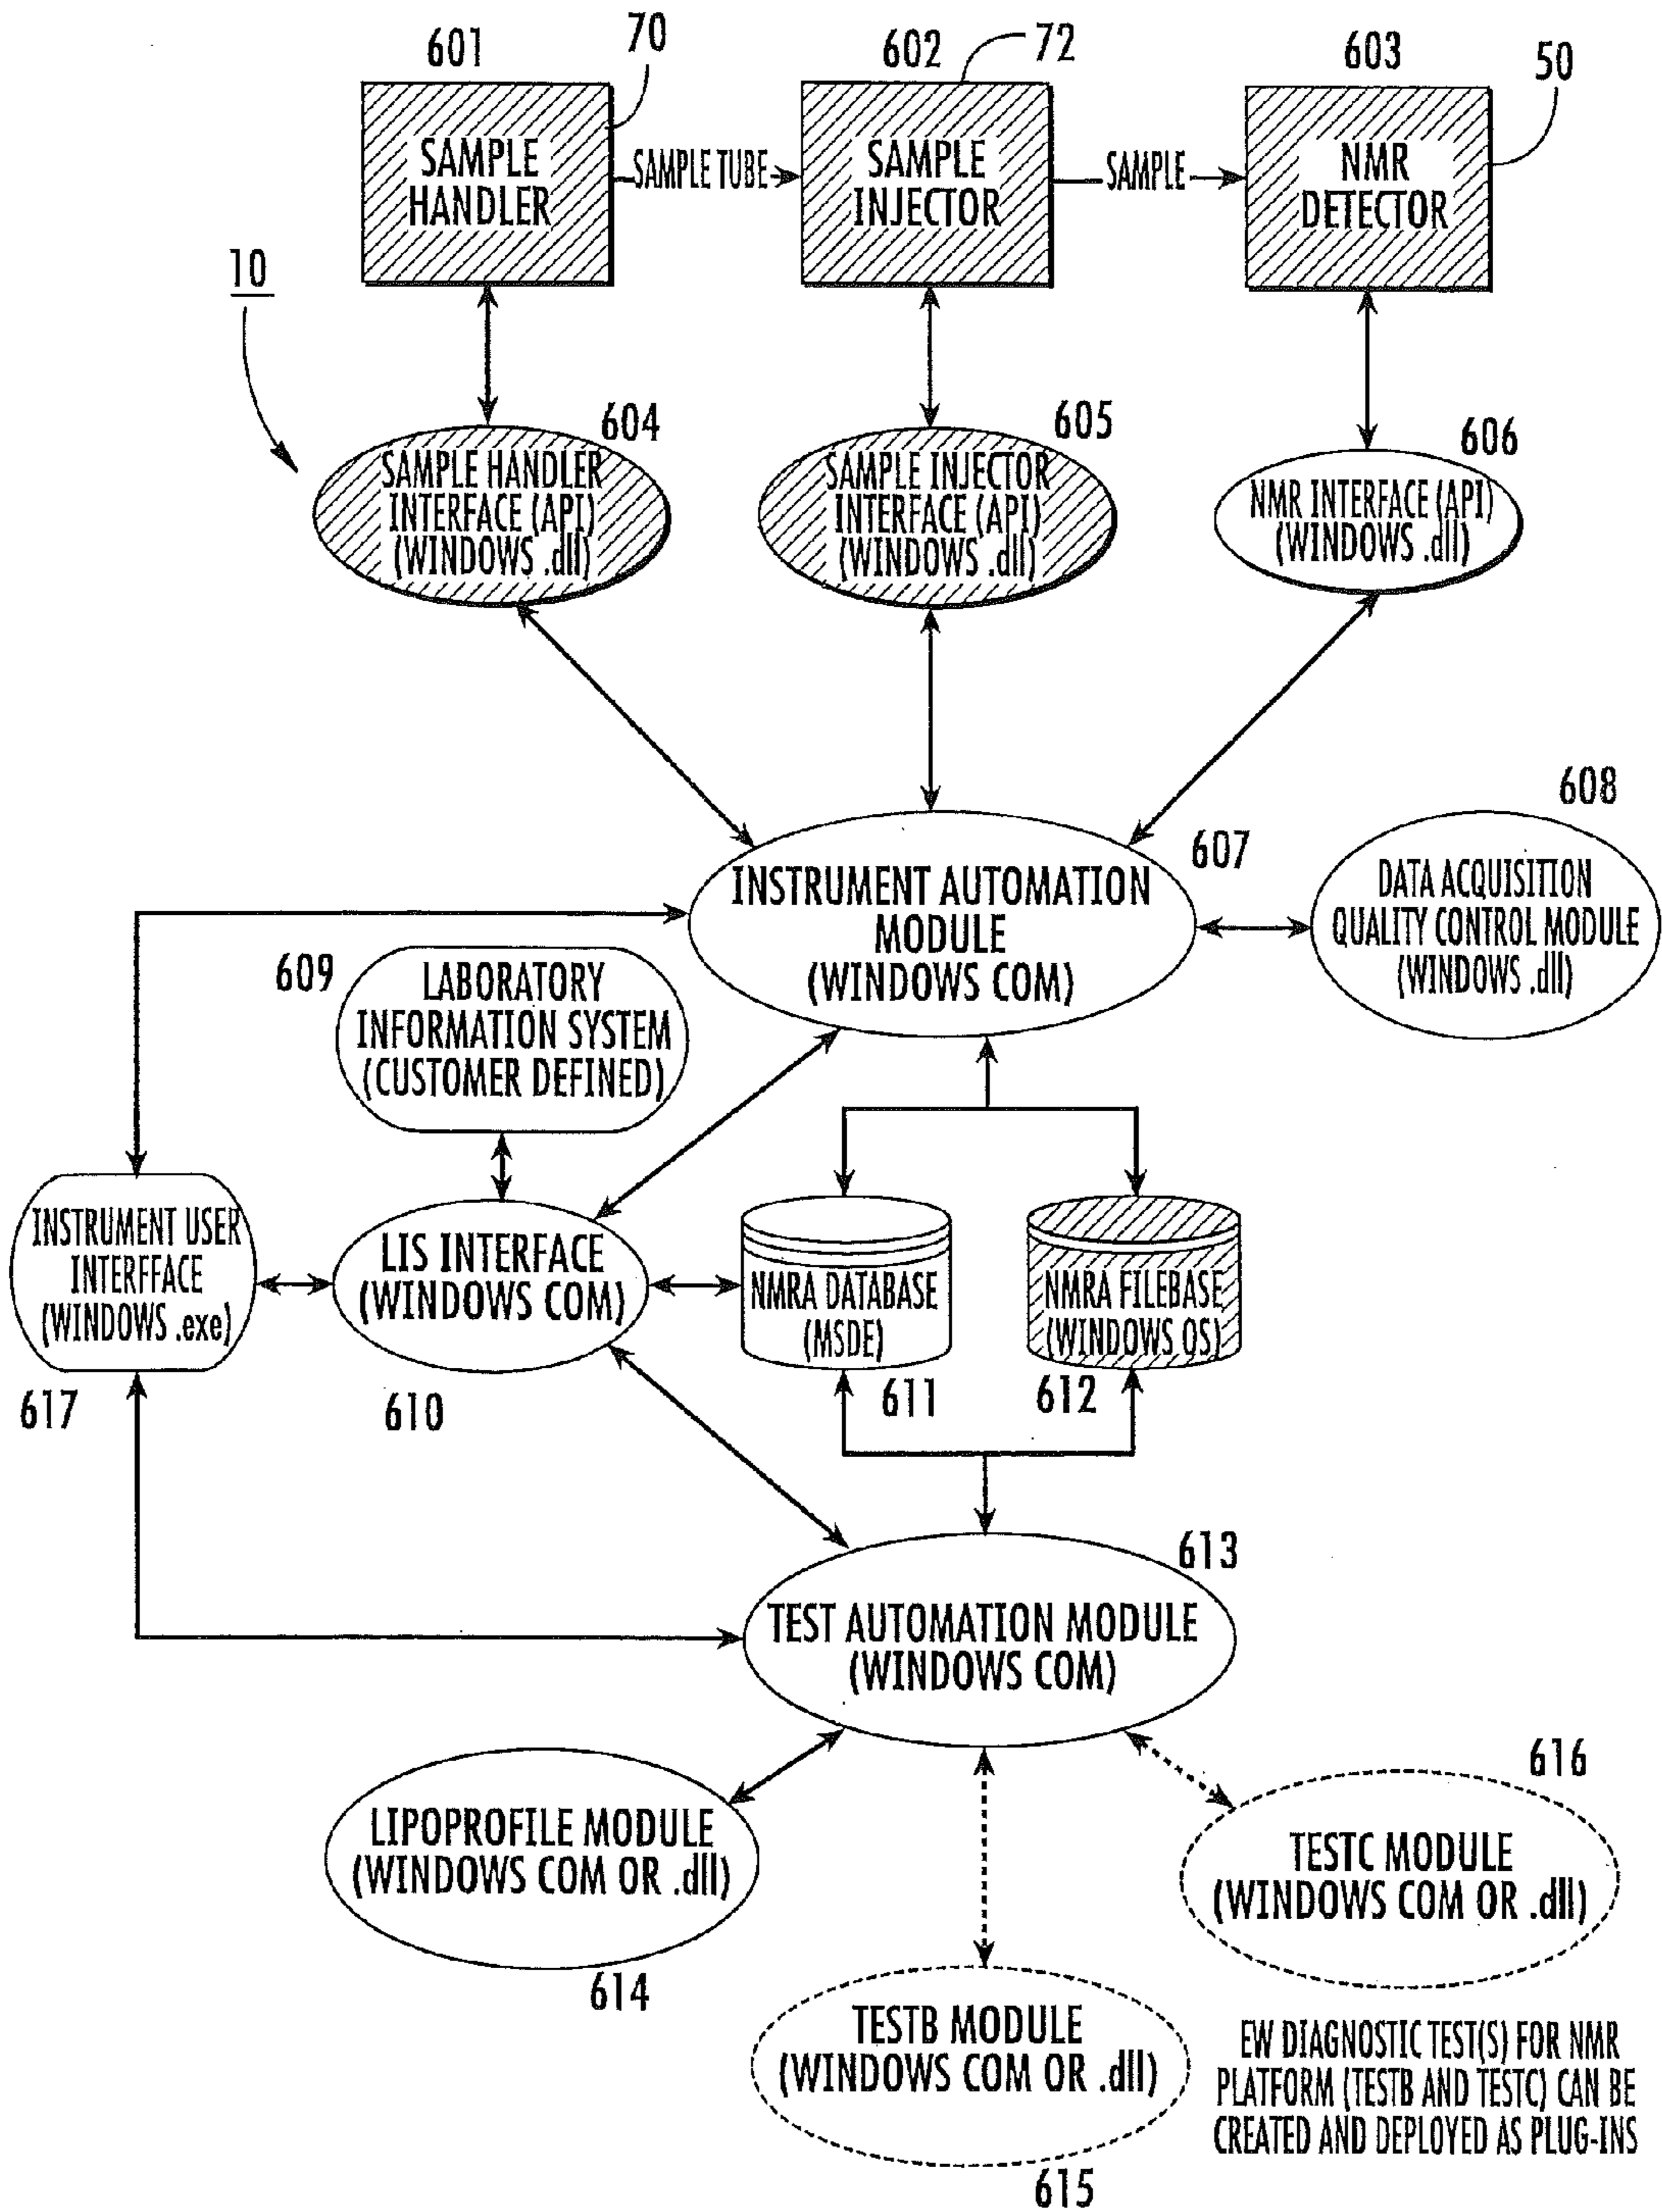 601
70
602
72
603
50
SAMPLE
HANDLER
SAMPLE TUBE
SAMPLE
INJECTOR
SAMPLE
NMR
DETECTOR
10
604
SAMPLE HANDLER
INTERFACE (API)
(WINDOWS .dll)
605
SAMPLE INJECTOR
INTERFACE (API)
(WINDOWS .dll)
606
NMR INTERFACE (API)
(WINDOWS .dll)
607
INSTRUMENT AUTOMATION
MODULE
(WINDOWS COM)
608
DATA ACQUISITION
QUALITY CONTROL MODULE
(WINDOWS .dll)
609
LABORATORY
INFORMATION SYSTEM
(CUSTOMER DEFINED)
INSTRUMENT USER
INTERFFACE
(WINDOWS .exe)
617
LIS INTERFACE
(WINDOWS COM)
610
NMRA DATABASE
(MSDE)
611
NMRA FILEBASE
(WINDOWS OS)
612
613
TEST AUTOMATION MODULE
(WINDOWS COM)
LIPOPROFILE MODULE
(WINDOWS COM OR .dll)
614
616
TESTC MODULE
(WINDOWS COM OR .dll)
TESTB MODULE
(WINDOWS COM OR .dll)
615
EW DIAGNOSTIC TEST(S) FOR NMR
PLATFORM (TESTB AND TESTC) CAN BE
CREATED AND DEPLOYED AS PLUG-INS